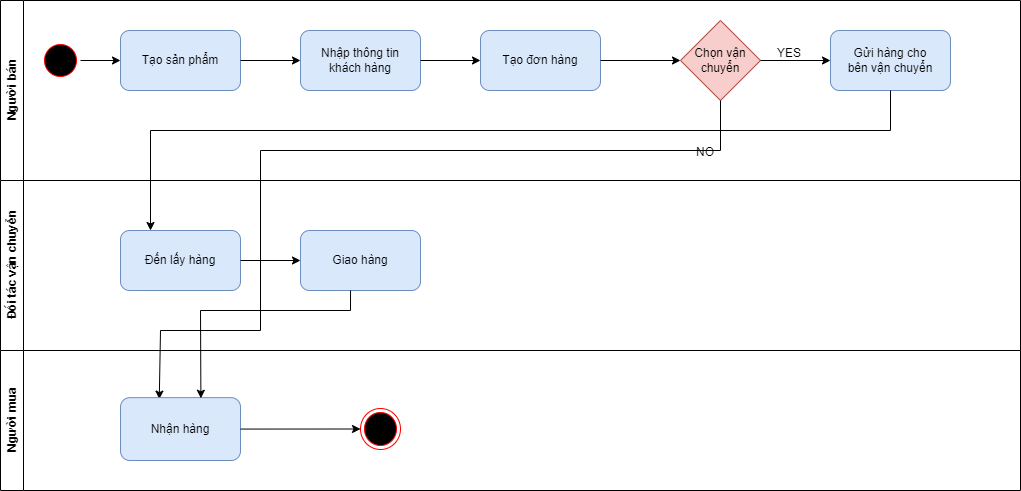 Người bán
Tạo sản phẩm
Nhập thông tin
khách hàng
Tạo đơn hàng
Chọn vận
chuyển
YES
Gửi hàng cho
bên vận chuyển
NO
Đối tác vận chuyển
Đến lấy hàng
Giao hàng
Người mua
Nhận hàng